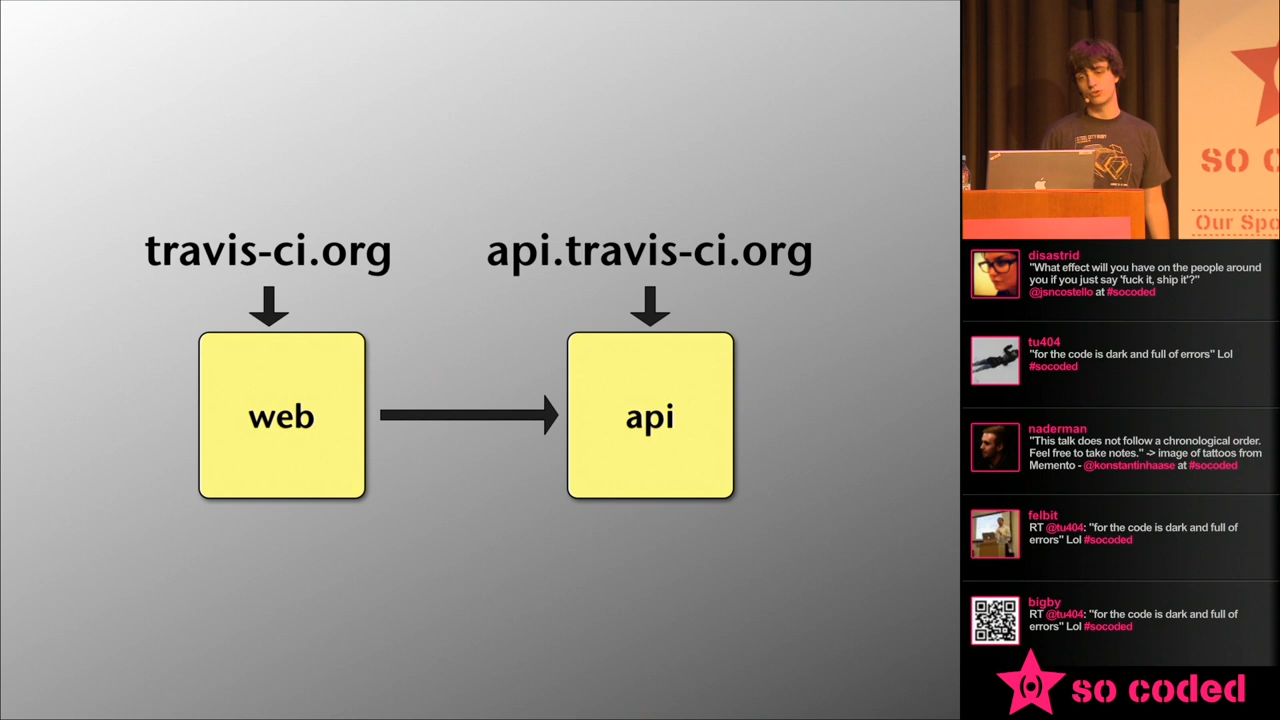 travis-ci.org
api.travis-ci.org
web
api
SO C
Our Spo
disastrid
"What effect will you have on the people around
you if you just say 'fuck it, ship it'?"
@jsncostello at #socoded
tu404
"for the code is dark and full of errors" Lol
#socoded
naderman
"This talk does not follow a chronological order.
Feel free to take notes." -> image of tattoos from
Memento - @konstantinhaase at #socoded
felbit
RT @tu404: "for the code is dark and full of
errors" Lol #socoded
bigby
RT @tu404: "for the code is dark and full of
errors" Lol #socoded
so coded